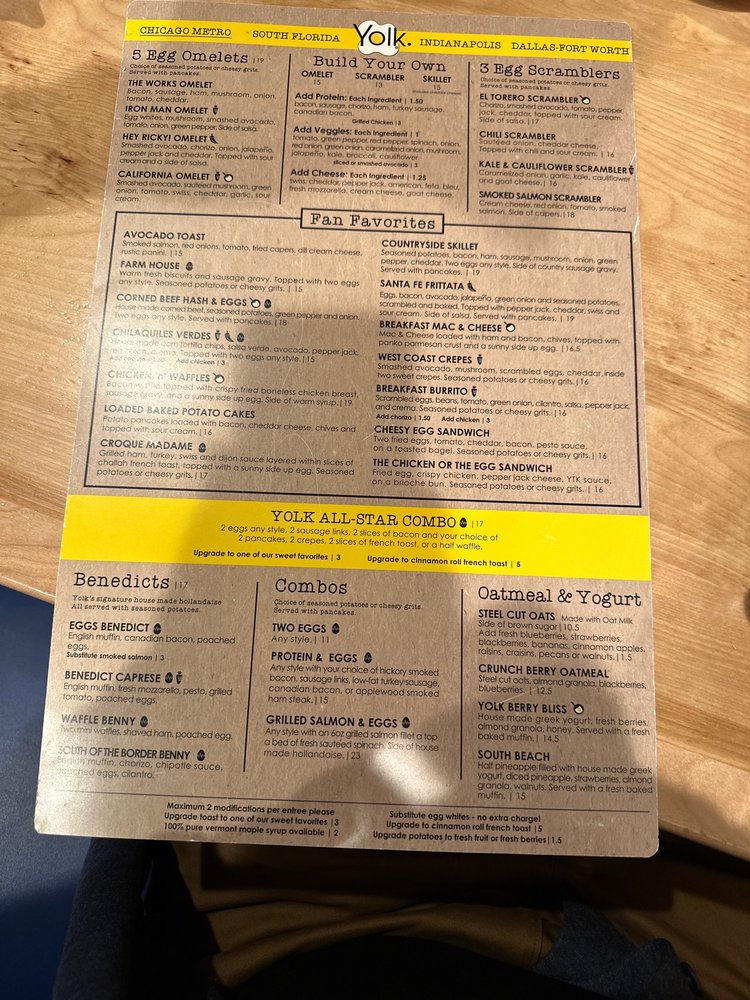 CHICAGO METRO SOUTH FLORIDA Yolk. INDIANAPOLIS DALLAS-FORT WORTH
5 Egg Omelets | 19
Choice of seasoned potatoes or cheesy grits.
Served with pancakes.
THE WORKS OMELET
Bacon, sausage, ham, mushroom, onion,
tomato, cheddar.
IRON MAN OMELET
Egg whites, mushroom, smashed avocado,
tomato, onion, green pepper. Side of salsa.
HEY RICKY! OMELET
Smashed avocado, chorizo, onion, jalapeño,
pepper jack and cheddar. Topped with sour
cream and a side of salsa.
CALIFORNIA OMELET
Smashed avocado, sautéed mushroom, green
onion, tomato, swiss, cheddar, garlic, sour
cream.
Build Your Own
OMELET SCRAMBLER SKILLET
15 13 15
Add Protein: Each Ingredient | 1.50
bacon, sausage, chorizo, ham, turkey sausage,
canadian bacon,
Grilled Chicken | 3
Add Veggies: Each Ingredient | 1
tomato, green pepper, red pepper, spinach, onion,
red onion, green onion, caramelized onion, mushroom,
jalapeño, kale, broccoli, cauliflower
sliced or smashed avocado | 3
Add Cheese: Each Ingredient | 1.25
swiss, cheddar, pepper jack, american, feta, bleu,
fresh mozzarella, cream cheese, goat cheese,
3 Egg Scramblers
Choice of seasoned potatoes or cheesy grits.
Served with pancakes.
EL TORERO SCRAMBLER
Chorizo, smashed avocado, tomato, pepper
jack, cheddar, topped with sour cream.
Side of salsa. | 17
CHILI SCRAMBLER
Sautéed onion, cheddar cheese.
Topped with chili and sour cream. | 16
KALE & CAULIFLOWER SCRAMBLER
Caramelized onion, garlic, kale, cauliflower
and goat cheese. | 16
SMOKED SALMON SCRAMBLER
Cream cheese, red onion, tomato, smoked
salmon. Side of capers. | 18
Fan Favorites
AVOCADO TOAST
Smoked salmon, red onions, tomato, fried capers, dill cream cheese,
rustic panini. | 15
FARM HOUSE
Warm fresh biscuits and sausage gravy. Topped with two eggs
any style. Seasoned potatoes or cheesy grits. | 15
CORNED BEEF HASH & EGGS
House made corned beef, seasoned potatoes, green pepper and onion.
Two eggs any style. Served with pancakes. | 18
CHILAQUILES VERDES
House made corn tortilla chips, salsa verde, avocado, pepper jack,
red onion, crema. Topped with two eggs any style. | 15
Add chicken | 3
CHICKEN 'n' WAFFLES
Bacon waffle topped with crispy fried boneless chicken breast,
sausage gravy and a sunny side up egg. Side of warm syrup. | 19
LOADED BAKED POTATO CAKES
Potato pancakes loaded with bacon, cheddar cheese, chives and
topped with sour cream. | 16
CROQUE MADAME
Grilled ham, turkey, swiss and dijon sauce layered within slices of
challah french toast, topped with a sunny side up egg. Seasoned
potatoes or cheesy grits. | 17
COUNTRYSIDE SKILLET
Seasoned potatoes, bacon, ham, sausage, mushroom, onion, green
pepper, cheddar. Two eggs any style. Side of country sausage gravy.
Served with pancakes. | 19
SANTA FE FRITTATA
Eggs, bacon, avocado, jalapeño, green onion and seasoned potatoes,
scrambled and baked. Topped with pepper jack, cheddar, swiss and
sour cream. Side of salsa. Served with pancakes. | 19
BREAKFAST MAC & CHEESE
Mac & Cheese loaded with ham and bacon, chives, topped with
panko parmesan crust and a sunny side up egg. | 16.5
WEST COAST CREPES
Smashed avocado, mushroom, scrambled eggs, cheddar, inside
two sweet crepes. Seasoned potatoes or cheesy grits. | 16
BREAKFAST BURRITO
Scrambled eggs, beans, tomato, green onion, cilantro, salsa, pepper jack,
and crema. Seasoned potatoes or cheesy grits. | 16
Add chorizo | 1.50 Add chicken | 3
CHEESY EGG SANDWICH
Two fried eggs, tomato, cheddar, bacon, pesto sauce,
on a toasted bagel. Seasoned potatoes or cheesy grits. | 16
THE CHICKEN OR THE EGG SANDWICH
Fried egg, crispy chicken, pepper jack cheese, YTK sauce,
on a brioche bun. Seasoned potatoes or cheesy grits. | 16
YOLK ALL-STAR COMBO | 17
2 eggs any style, 2 sausage links, 2 slices of bacon and your choice of
2 pancakes, 2 crepes, 2 slices of french toast, or a half waffle.
Upgrade to one of our sweet favorites | 3 Upgrade to cinnamon roll french toast | 5
Benedicts | 17
Yolk's signature house made hollandaise
All served with seasoned potatoes.
EGGS BENEDICT
English muffin, canadian bacon, poached
eggs.
Substitute smoked salmon | 3
BENEDICT CAPRESE
English muffin, fresh mozzarella, pesto, grilled
tomato, poached eggs.
WAFFLE BENNY
Two mini waffles, shaved ham, poached egg.
SOUTH OF THE BORDER BENNY
English muffin, chorizo, chipotle sauce,
poached eggs, cilantro.
Combos
Choice of seasoned potatoes or cheesy grits.
Served with pancakes.
TWO EGGS
Any style. | 11
PROTEIN & EGGS
Any style with your choice of hickory smoked
bacon, sausage links, low-fat turkey sausage,
canadian bacon, or applewood smoked
ham steak. | 15
GRILLED SALMON & EGGS
Any style with an 6oz grilled salmon filet a top
a bed of fresh sauteed spinach. Side of house
made hollandaise. | 23
Oatmeal & Yogurt
STEEL CUT OATS Made with Oat Milk
Side of brown sugar | 10.5
Add fresh blueberries, strawberries,
blackberries, bananas, cinnamon apples,
raisins, craisins, pecans or walnuts. | 1.5
CRUNCH BERRY OATMEAL
Steel cut oats, almond granola, blackberries,
blueberries. | 12.5
YOLK BERRY BLISS
House made greek yogurt, fresh berries,
almond granola, honey. Served with a fresh
baked muffin. | 14.5
SOUTH BEACH
Half pineapple filled with house made greek
yogurt, diced pineapple, strawberries, almond
granola, walnuts. Served with a fresh baked
muffin. | 15
Maximum 2 modifications per entree please
Upgrade toast to one of our sweet favorites | 3
100% pure vermont maple syrup available | 2
Substitute egg whites - no extra charge!
Upgrade to cinnamon roll french toast | 5
Upgrade potatoes to fresh fruit or fresh berries | 1.5